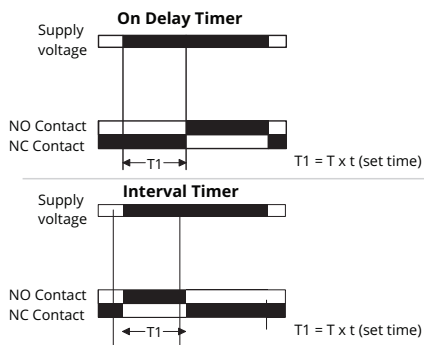 On Delay Timer
Supply
voltage
NO Contact
NC Contact
T1
T1 = T x t (set time)
Interval Timer
Supply
voltage
NO Contact
NC Contact
T1
T1 = T x t (set time)